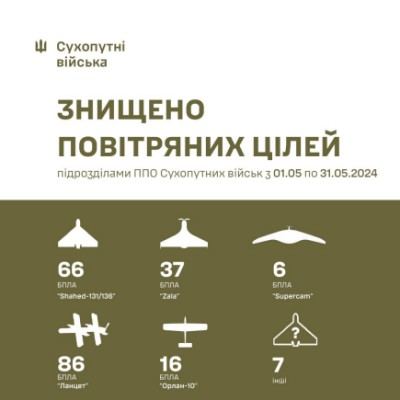 Сухопутні
війська
ЗНИЩЕНО
ПОВІТРЯНИХ ЦІЛЕЙ
підрозділами ППО Сухопутних військ з 01.05 по 31.05.2024
66
БПЛА
"Shahed-131/136"
37
БПЛА
"Zala"
6
БПЛА
"Supercam"
86
БПЛА
"Ланцет"
16
БПЛА
"Орлан-10"
?
7
інші